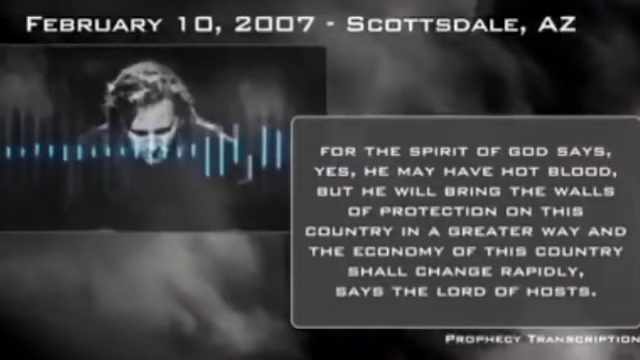 FEBRUARY 10, 2007 - SCOTTSDALE, AZ
FOR THE SPIRIT OF GOD SAYS,
YES, HE MAY HAVE HOT BLOOD,
BUT HE WILL BRING THE WALLS
OF PROTECTION ON THIS
COUNTRY IN A GREATER WAY AND
THE ECONOMY OF THIS COUNTRY
SHALL CHANGE RAPIDLY,
SAYS THE LORD OF HOSTS.
PROPHECY TRANSCRIPTION